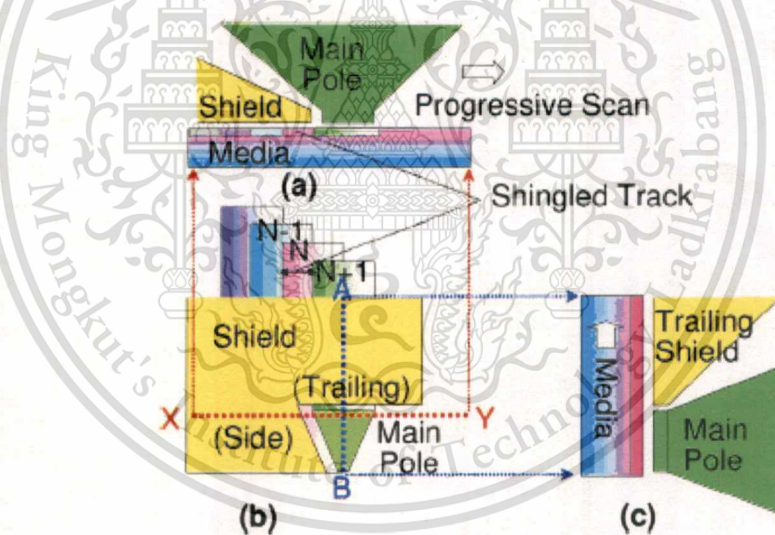 Main
Pole
Shield
Progressive Scan
Media
(a)
Shingled Track
N-1
N
N+1
A
Shield
(Trailing)
X
Y
(Side)
Main
Pole
B
(b)
Media
Trailing
Shield
Main
Pole
(c)
King Mongkut's Institute of Technology Ladkrabang